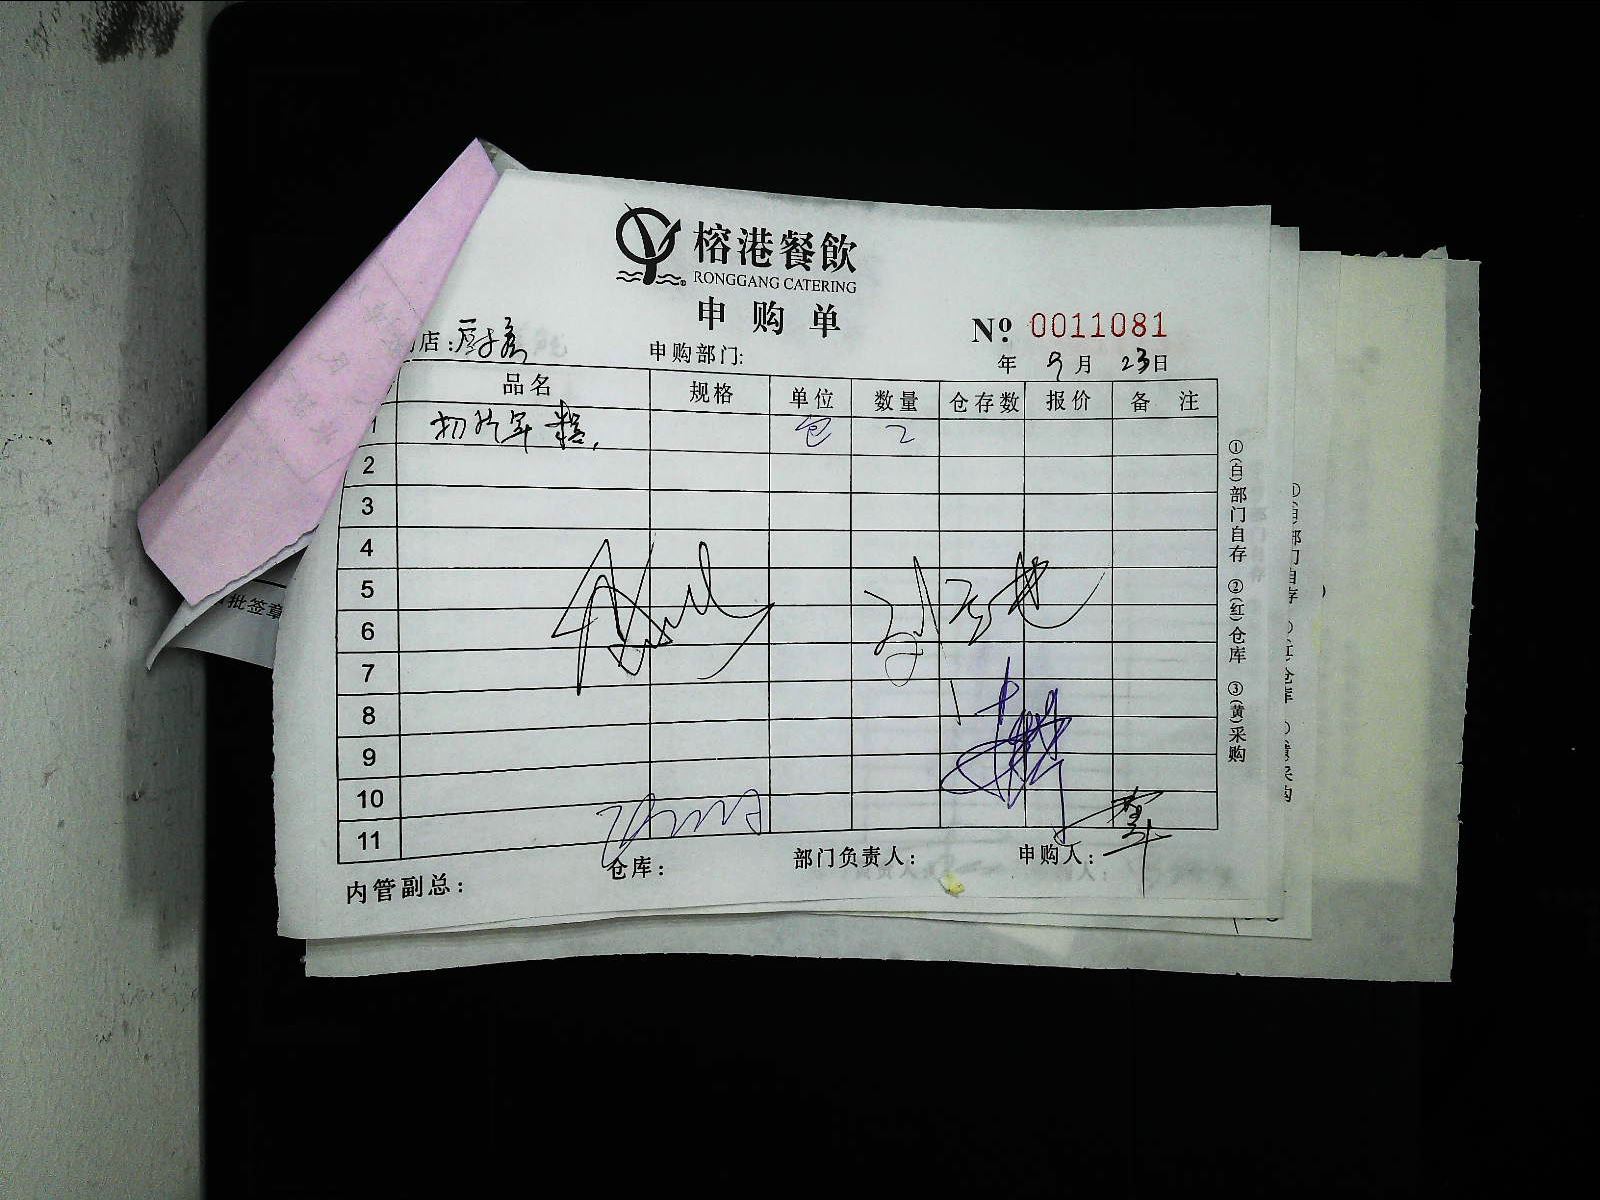 榕港餐飲
RONGGANG CATERING
申购单
No 0011081
店:厨房
申购部门:
年 9月 23日
品名 规格 单位 数量 仓存数 报价 备注
1 切片年糕 包 2
2
3
4
5
6
7
8
9
10
11
内管副总: 仓库: 部门负责人: 申购人:
①(白)部门自存 ②(红)仓库 ③(黄)采购
批签章